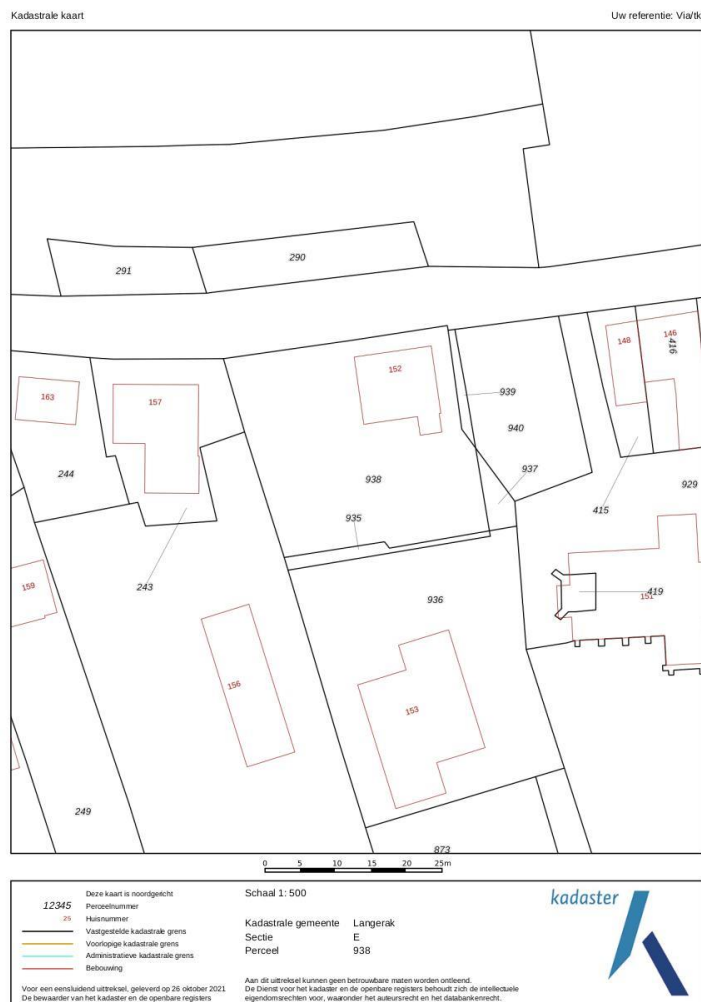 Kadastrale kaart
Uw referentie: Via/tk
291
290
163
157
152
148
146
416
939
940
244
938
937
935
415
929
159
243
936
151
419
156
153
249
873
0 5 10 15 20 25m
12345
25
Deze kaart is noordgericht
Perceelnummer
Huisnummer
Vastgestelde kadastrale grens
Voorlopige kadastrale grens
Administratieve kadastrale grens
Bebouwing
Voor een eensluidend uittreksel, geleverd op 26 oktober 2021
De bewaarder van het kadaster en de openbare registers
Schaal 1: 500
Kadastrale gemeente Langerak
Sectie E
Perceel 938
Aan dit uittreksel kunnen geen betrouwbare maten worden ontleend.
De Dienst voor het kadaster en de openbare registers behoudt zich de intellectuele
eigendomsrechten voor, waaronder het auteursrecht en het databankenrecht.
kadaster